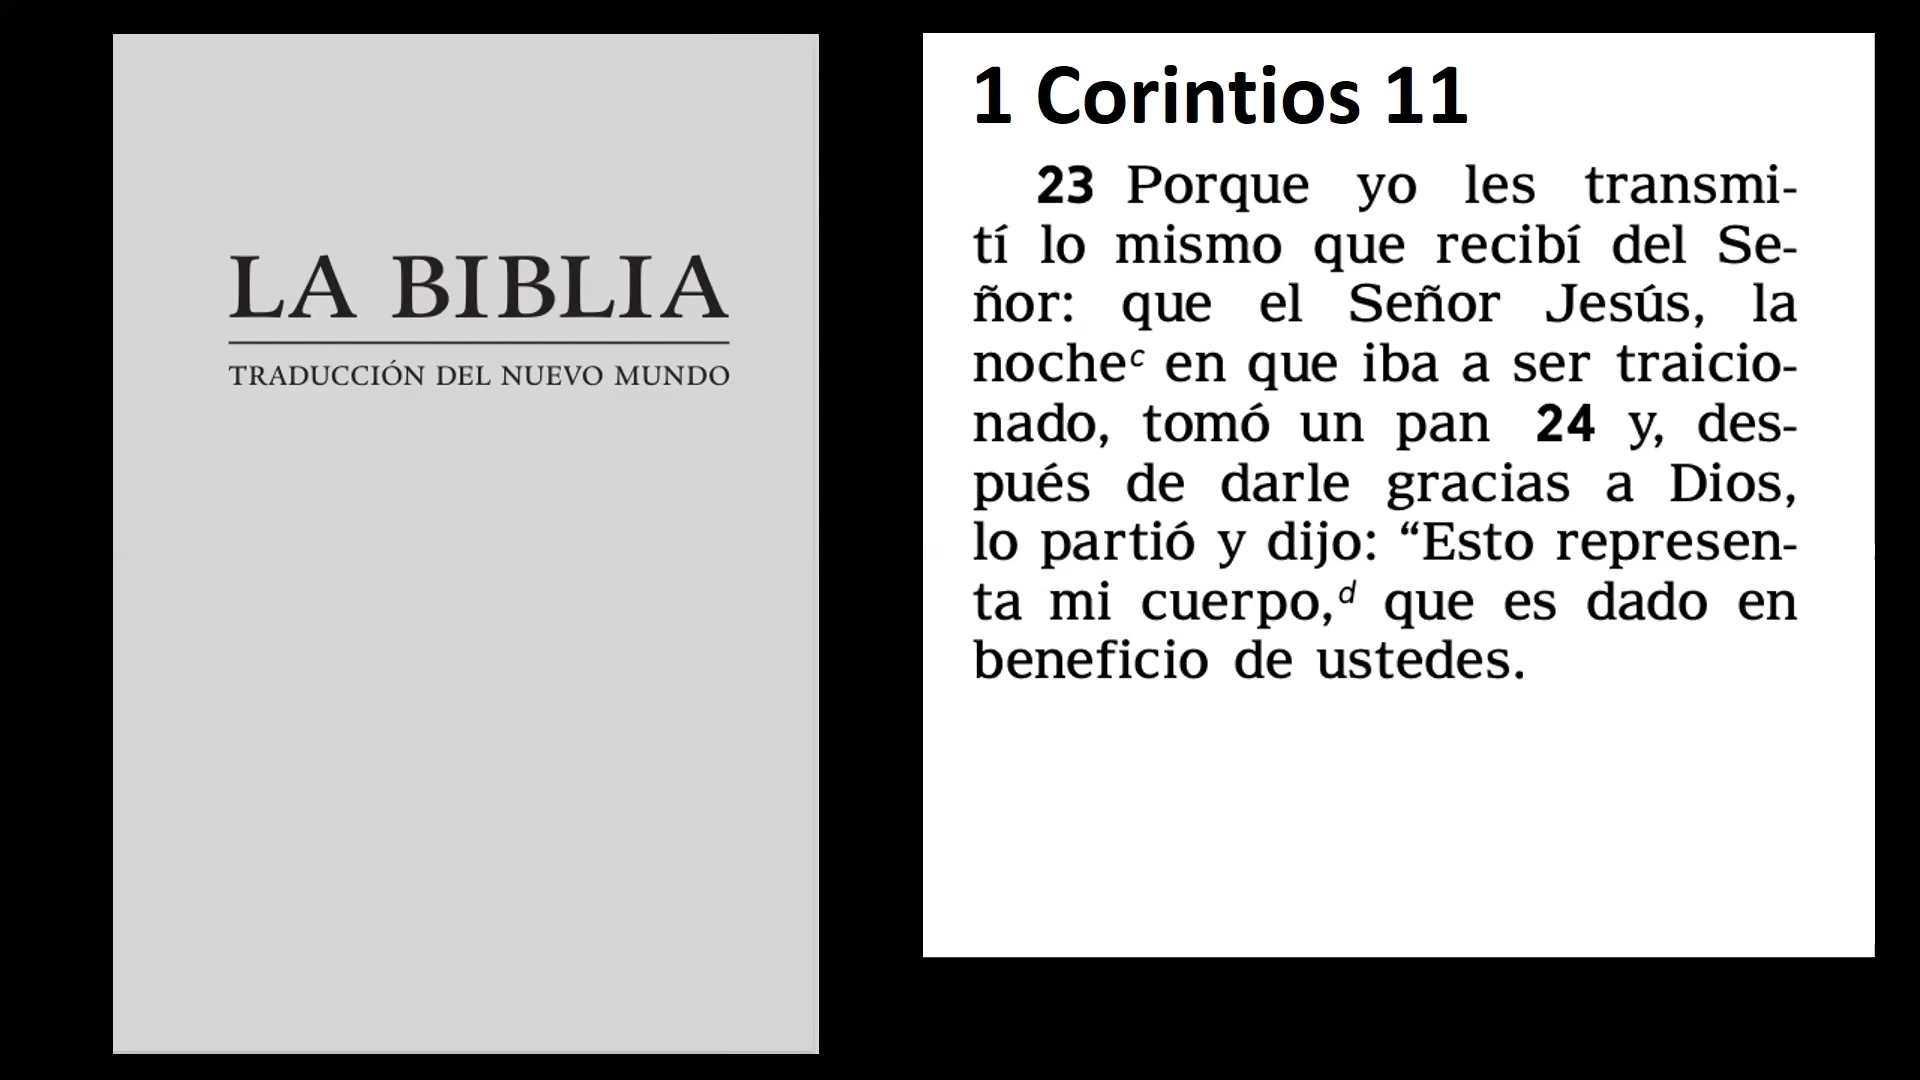 LA BIBLIA
TRADUCCIÓN DEL NUEVO MUNDO
1 Corintios 11
23 Porque yo les transmi-
tí lo mismo que recibí del Se-
ñor: que el Señor Jesús, la
nocheᶜ en que iba a ser traicio-
nado, tomó un pan 24 y, des-
pués de darle gracias a Dios,
lo partió y dijo: “Esto represen-
ta mi cuerpo,ᵈ que es dado en
beneficio de ustedes.